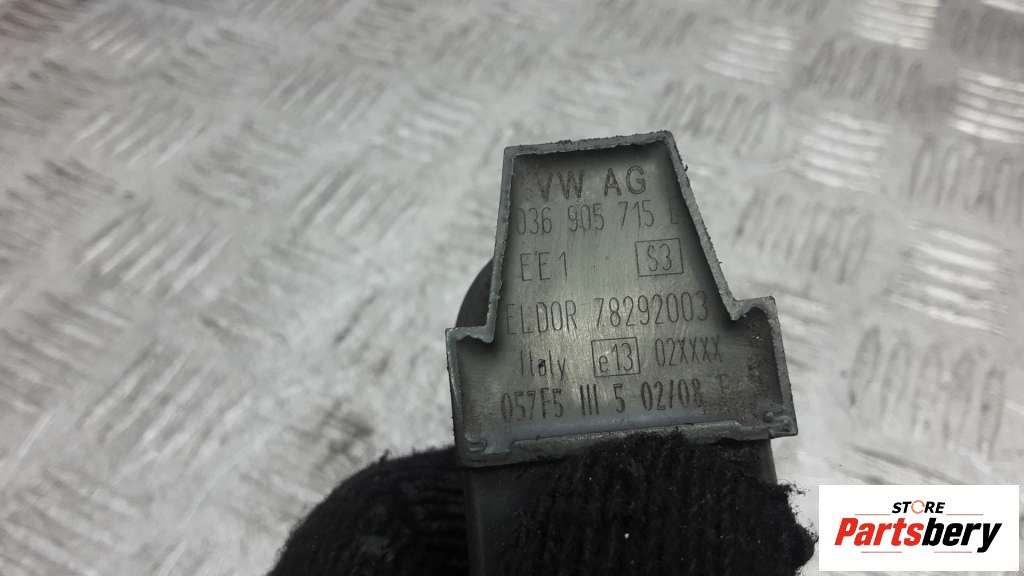 VW AG
036 905 715
EE1 S3
ELDOR 78292003
Italy e13 02XXXX
057F5 III 5 02/08
STORE
Partsbery